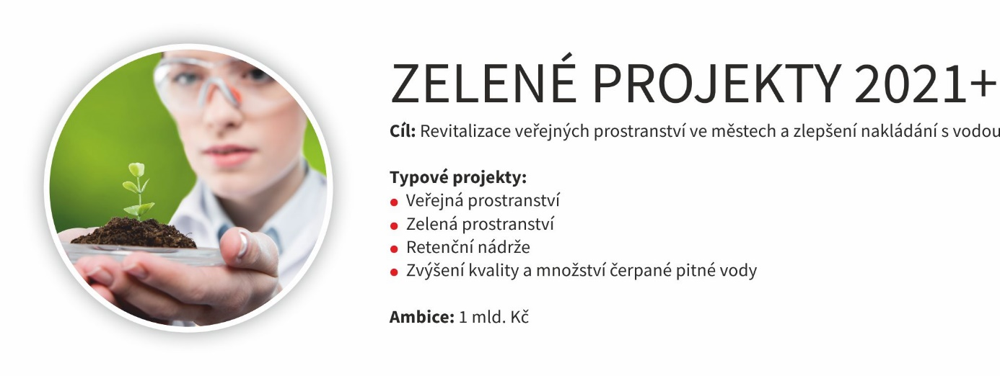 ZELENÉ PROJEKTY 2021+
Cíl: Revitalizace veřejných prostranství ve městech a zlepšení nakládání s vodou
Typové projekty:
● Veřejná prostranství
● Zelená prostranství
● Retenční nádrže
● Zvýšení kvality a množství čerpané pitné vody
Ambice: 1 mld. Kč